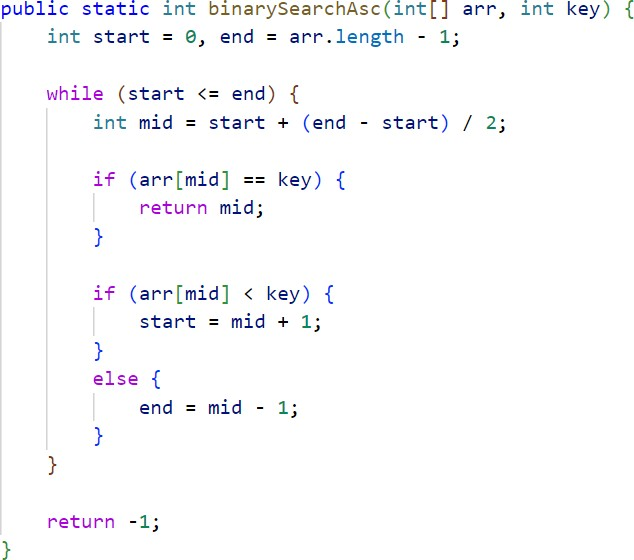 public static int binarySearchAsc(int[] arr, int key) {
    int start = 0, end = arr.length - 1;

    while (start <= end) {
        int mid = start + (end - start) / 2;

        if (arr[mid] == key) {
            return mid;
        }

        if (arr[mid] < key) {
            start = mid + 1;
        }
        else {
            end = mid - 1;
        }
    }

    return -1;
}